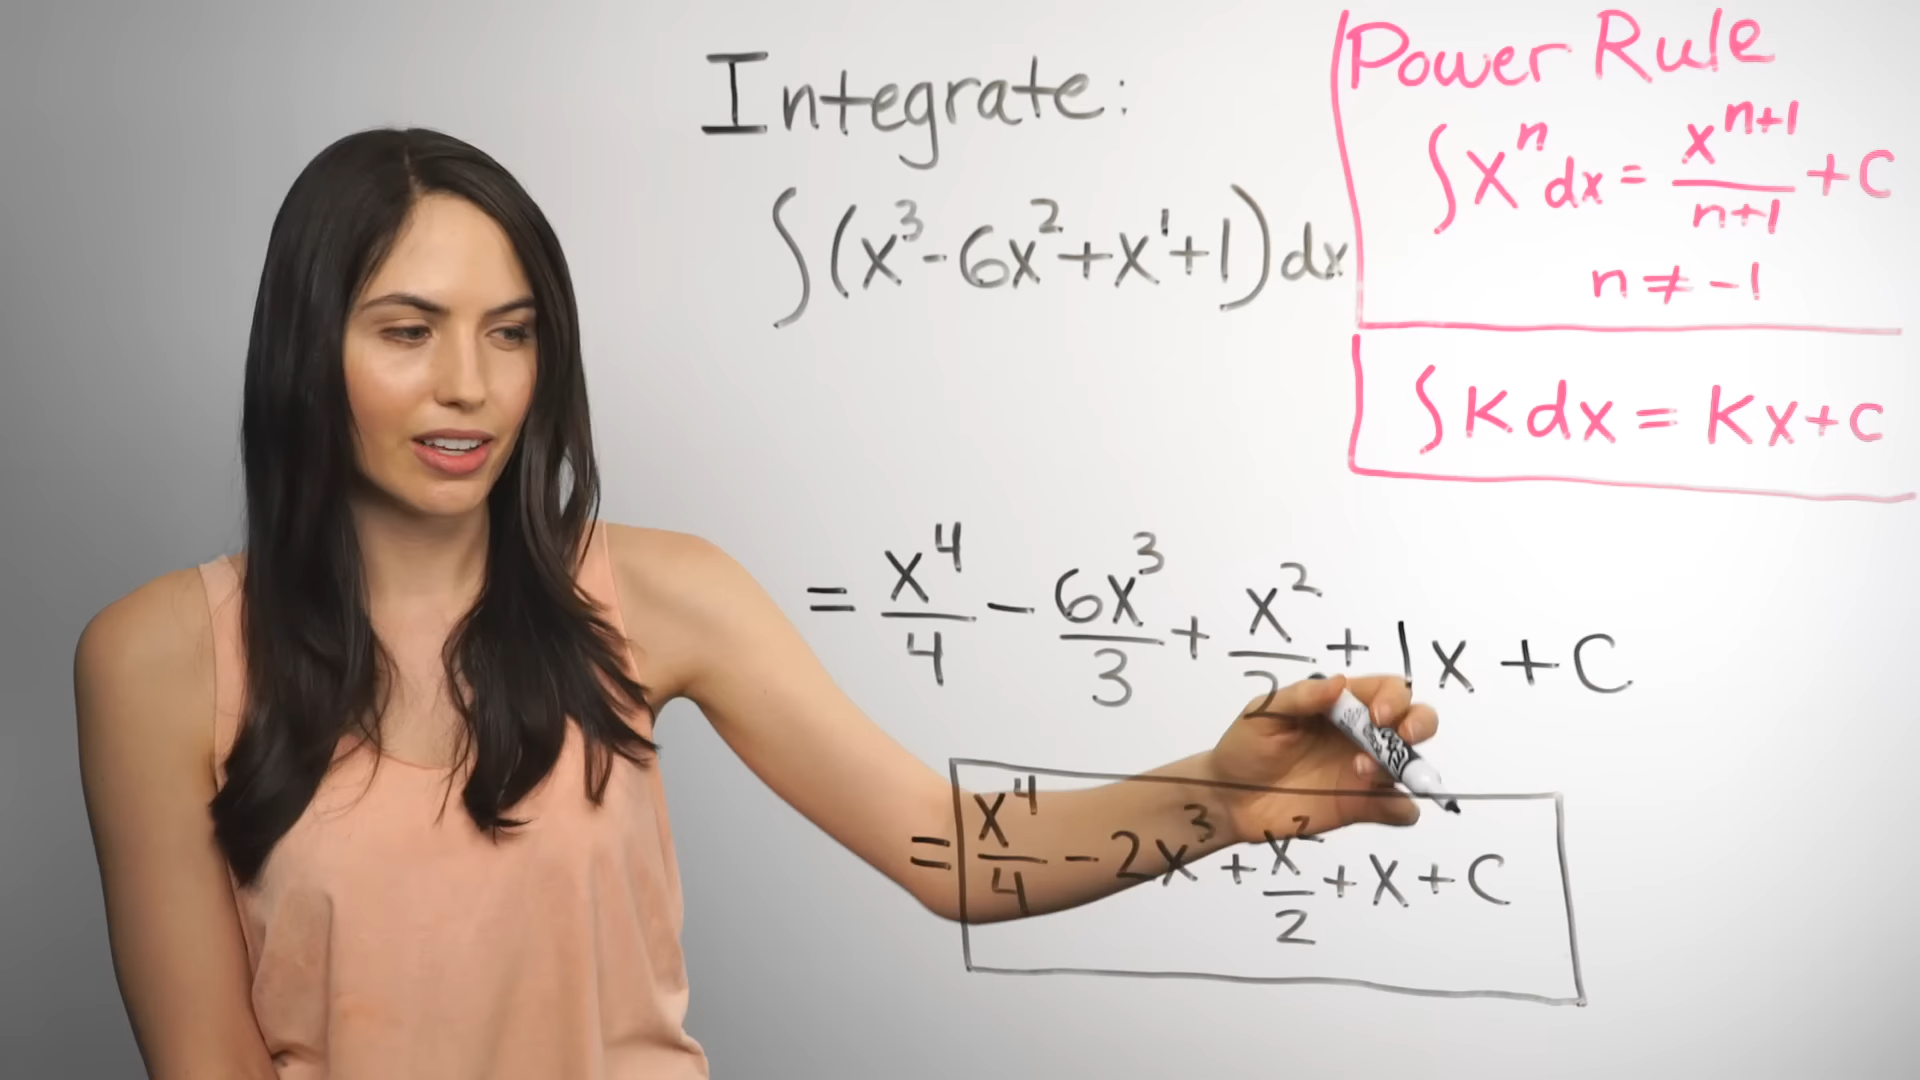 Integrate:
∫(x³-6x²+x¹+1)dx
Power Rule
∫xⁿdx = xⁿ⁺¹/n+1 + C
n ≠ -1
∫Kdx = Kx+C
= x⁴/4 - 6x³/3 + x²/2 + 1x + C
= x⁴/4 - 2x³ + x²/2 + x + C